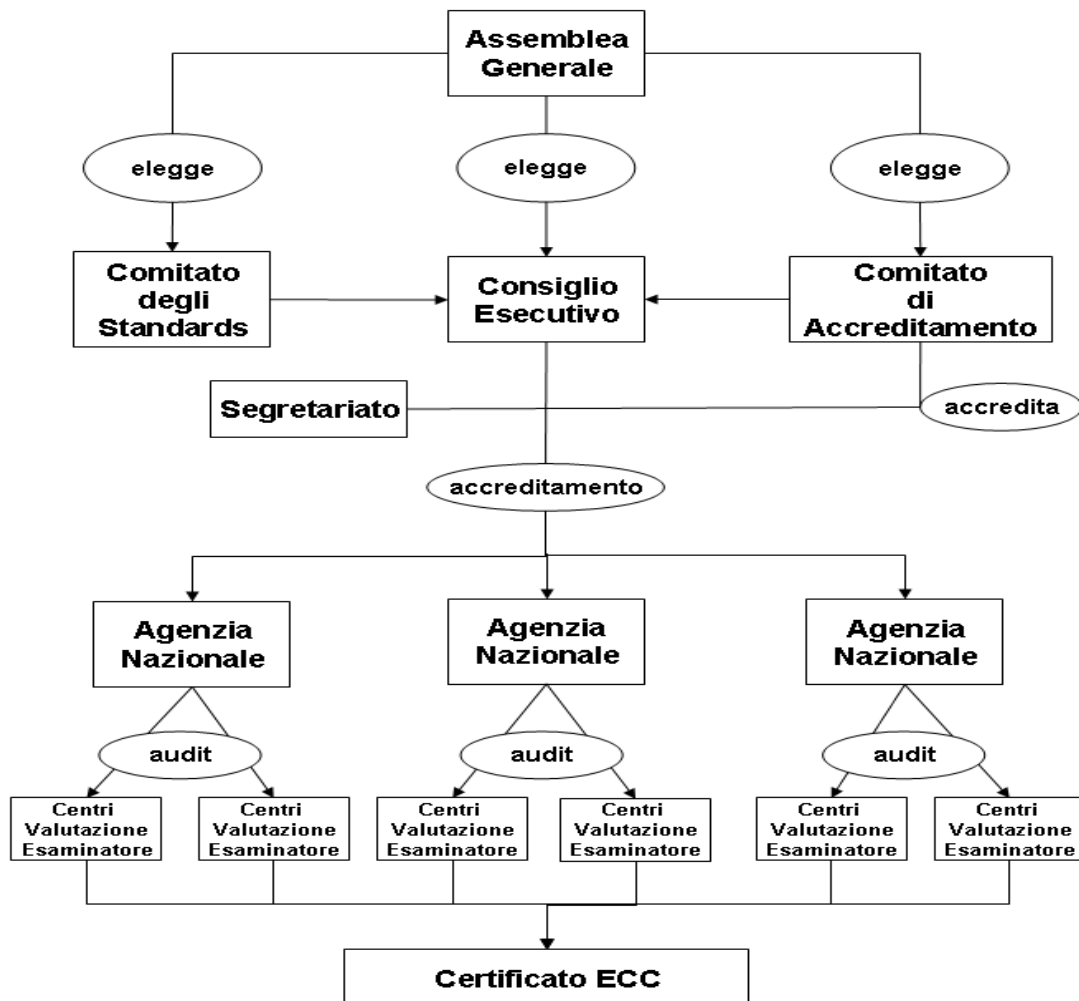 Assemblea
Generale
elegge
elegge
elegge
Comitato
degli
Standards
Consiglio
Esecutivo
Comitato
di
Accreditamento
Segretariato
accredita
accreditamento
Agenzia
Nazionale
Agenzia
Nazionale
Agenzia
Nazionale
audit
audit
audit
Centri
Valutazione
Esaminatore
Centri
Valutazione
Esaminatore
Centri
Valutazione
Esaminatore
Centri
Valutazione
Esaminatore
Centri
Valutazione
Esaminatore
Centri
Valutazione
Esaminatore
Certificato ECC